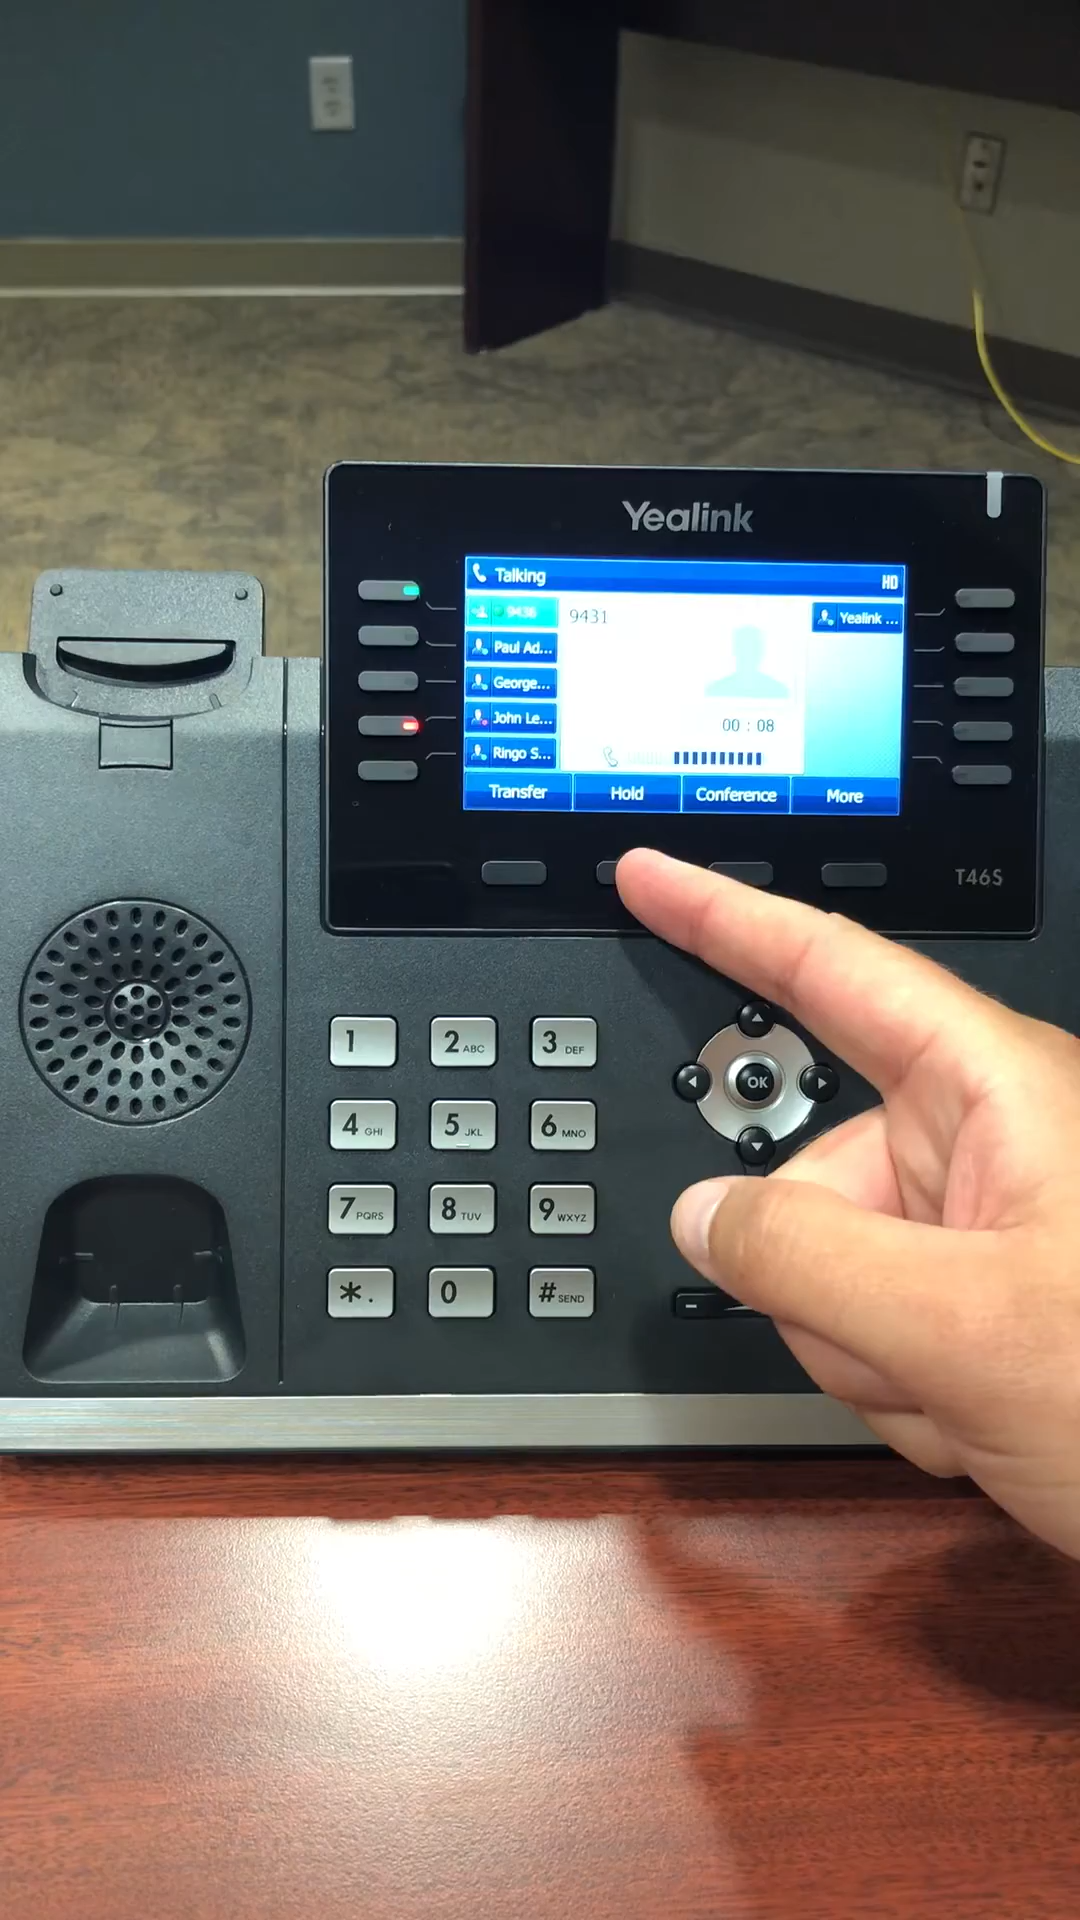 Yealink
Talking HD
9436 9431 Yealink ...
Paul Ad...
George...
John Le...
00 : 08
Ringo S...
Transfer Hold Conference More
T46S
1 2 ABC 3 DEF
4 GHI 5 JKL 6 MNO
OK
7 PQRS 8 TUV 9 WXYZ
* . 0 # SEND
-